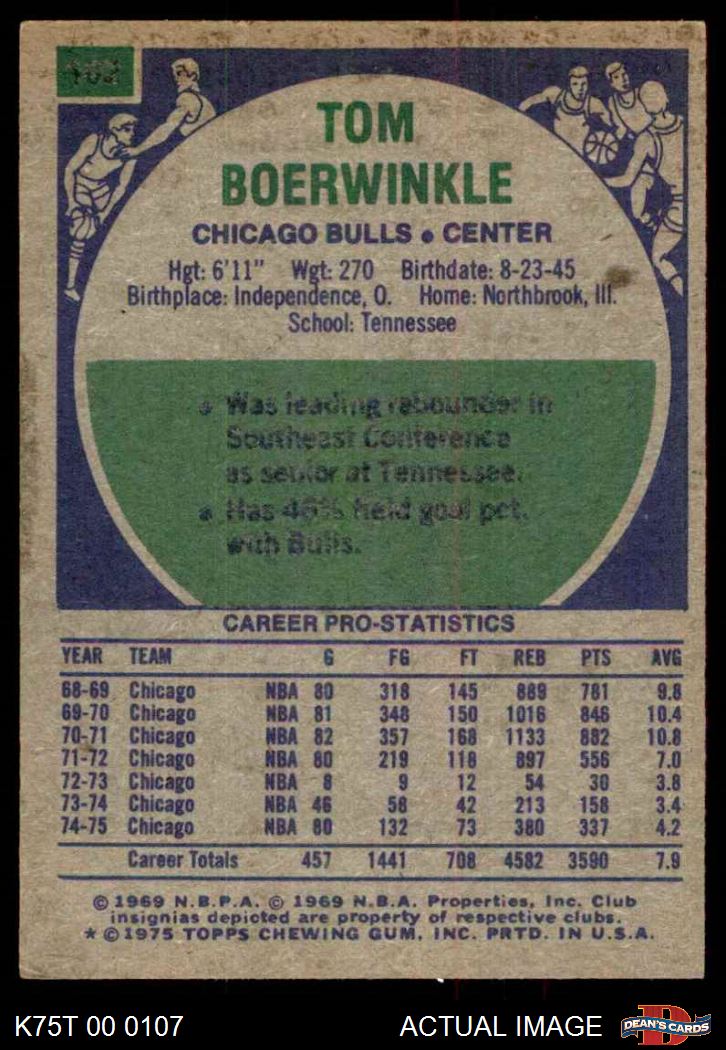 102
TOM
BOERWINKLE
CHICAGO BULLS • CENTER
Hgt: 6'11" Wgt: 270 Birthdate: 8-23-45
Birthplace: Independence, O. Home: Northbrook, Ill.
School: Tennessee
• Was leading rebounder in
Southeast Conference
as senior at Tennessee.
• Has 46% field goal pct.
with Bulls.
CAREER PRO-STATISTICS
YEAR TEAM G FG FT REB PTS AVG
68-69 Chicago NBA 80 318 145 889 781 9.8
69-70 Chicago NBA 81 348 150 1016 846 10.4
70-71 Chicago NBA 82 357 168 1133 882 10.8
71-72 Chicago NBA 80 219 118 897 556 7.0
72-73 Chicago NBA 8 9 12 54 30 3.8
73-74 Chicago NBA 46 58 42 213 158 3.4
74-75 Chicago NBA 80 132 73 380 337 4.2
Career Totals 457 1441 708 4582 3590 7.9
© 1969 N.B.P.A. © 1969 N.B.A. Properties, Inc. Club
insignias depicted are property of respective clubs.
* © 1975 TOPPS CHEWING GUM, INC. PRTD. IN U.S.A.
K75T 00 0107 ACTUAL IMAGE
D
DEAN'S CARDS